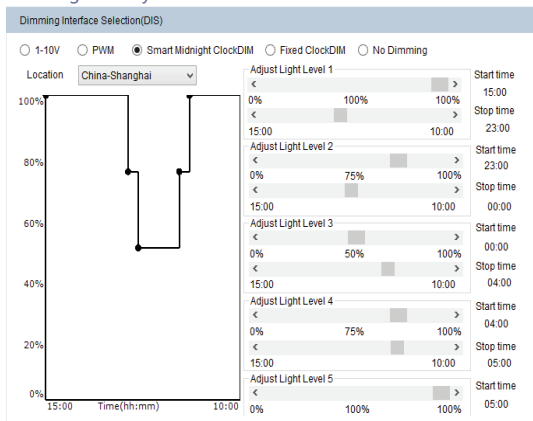 Dimming Interface Selection(DIS)
1-10V PWM Smart Midnight ClockDIM Fixed ClockDIM No Dimming
Location China-Shanghai
100%
80%
60%
40%
20%
0%
15:00 Time(hh:mm) 10:00
Adjust Light Level 1
0% 100% 100%
15:00 10:00
Start time
15:00
Stop time
23:00
Adjust Light Level 2
0% 75% 100%
15:00 10:00
Start time
23:00
Stop time
00:00
Adjust Light Level 3
0% 50% 100%
15:00 10:00
Start time
00:00
Stop time
04:00
Adjust Light Level 4
0% 75% 100%
15:00 10:00
Start time
04:00
Stop time
05:00
Adjust Light Level 5
0% 100% 100%
Start time
05:00